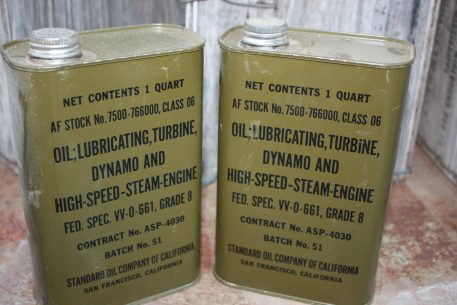 NET CONTENTS 1 QUART
AF STOCK No. 7500-766000, CLASS 06
OIL; LUBRICATING, TURBINE,
DYNAMO AND
HIGH-SPEED-STEAM-ENGINE
FED. SPEC. VV-O-661, GRADE 8
CONTRACT No. ASP-4030
BATCH No. 51
STANDARD OIL COMPANY OF CALIFORNIA
SAN FRANCISCO, CALIFORNIA
NET CONTENTS 1 QUART
AF STOCK No. 7500-766000, CLASS 06
OIL; LUBRICATING, TURBINE,
DYNAMO AND
HIGH-SPEED-STEAM-ENGINE
FED. SPEC. VV-O-661, GRADE 8
CONTRACT No. ASP-4030
BATCH No. 51
STANDARD OIL COMPANY OF CALIFORNIA
SAN FRANCISCO, CALIFORNIA